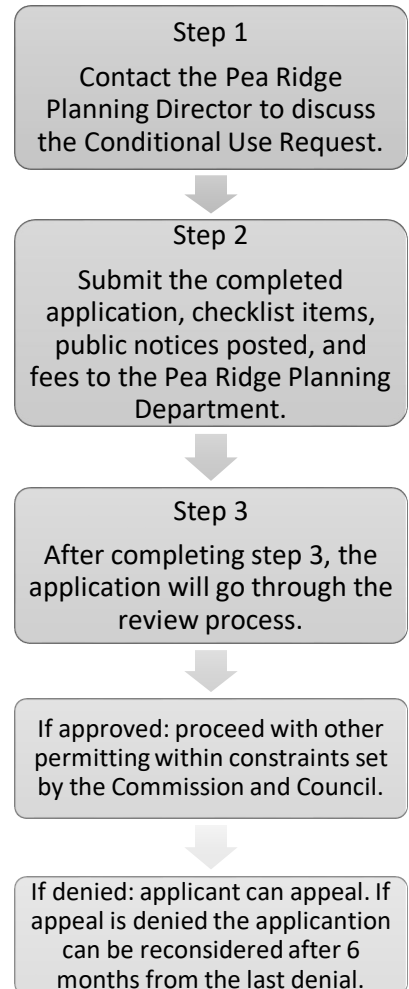 Step 1
Contact the Pea Ridge
Planning Director to discuss
the Conditional Use Request.
Step 2
Submit the completed
application, checklist items,
public notices posted, and
fees to the Pea Ridge Planning
Department.
Step 3
After completing step 3, the
application will go through the
review process.
If approved: proceed with other
permitting within constraints set
by the Commission and Council.
If denied: applicant can appeal. If
appeal is denied the applicantion
can be reconsidered after 6
months from the last denial.